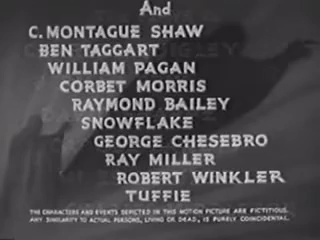 And
C. MONTAGUE SHAW
BEN TAGGART
WILLIAM PAGAN
CORBET MORRIS
RAYMOND BAILEY
SNOWFLAKE
GEORGE CHESEBRO
RAY MILLER
ROBERT WINKLER
TUFFIE
THE CHARACTERS AND EVENTS DEPICTED IN THIS MOTION PICTURE ARE FICTITIOUS.
ANY SIMILARITY TO ACTUAL PERSONS, LIVING OR DEAD, IS PURELY COINCIDENTAL.